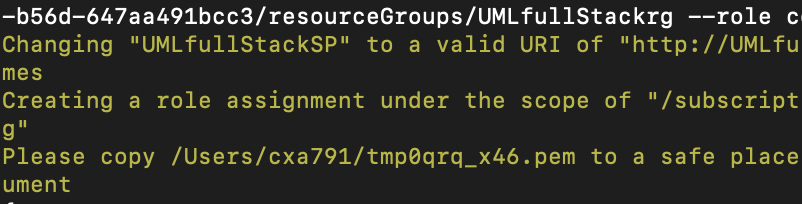 -b56d-647aa491bcc3/resourceGroups/UMLfullStackrg --role c
Changing "UMLfullStackSP" to a valid URI of "http://UMLfu
mes
Creating a role assignment under the scope of "/subscript
g"
Please copy /Users/cxa791/tmp0qrq_x46.pem to a safe place
ument